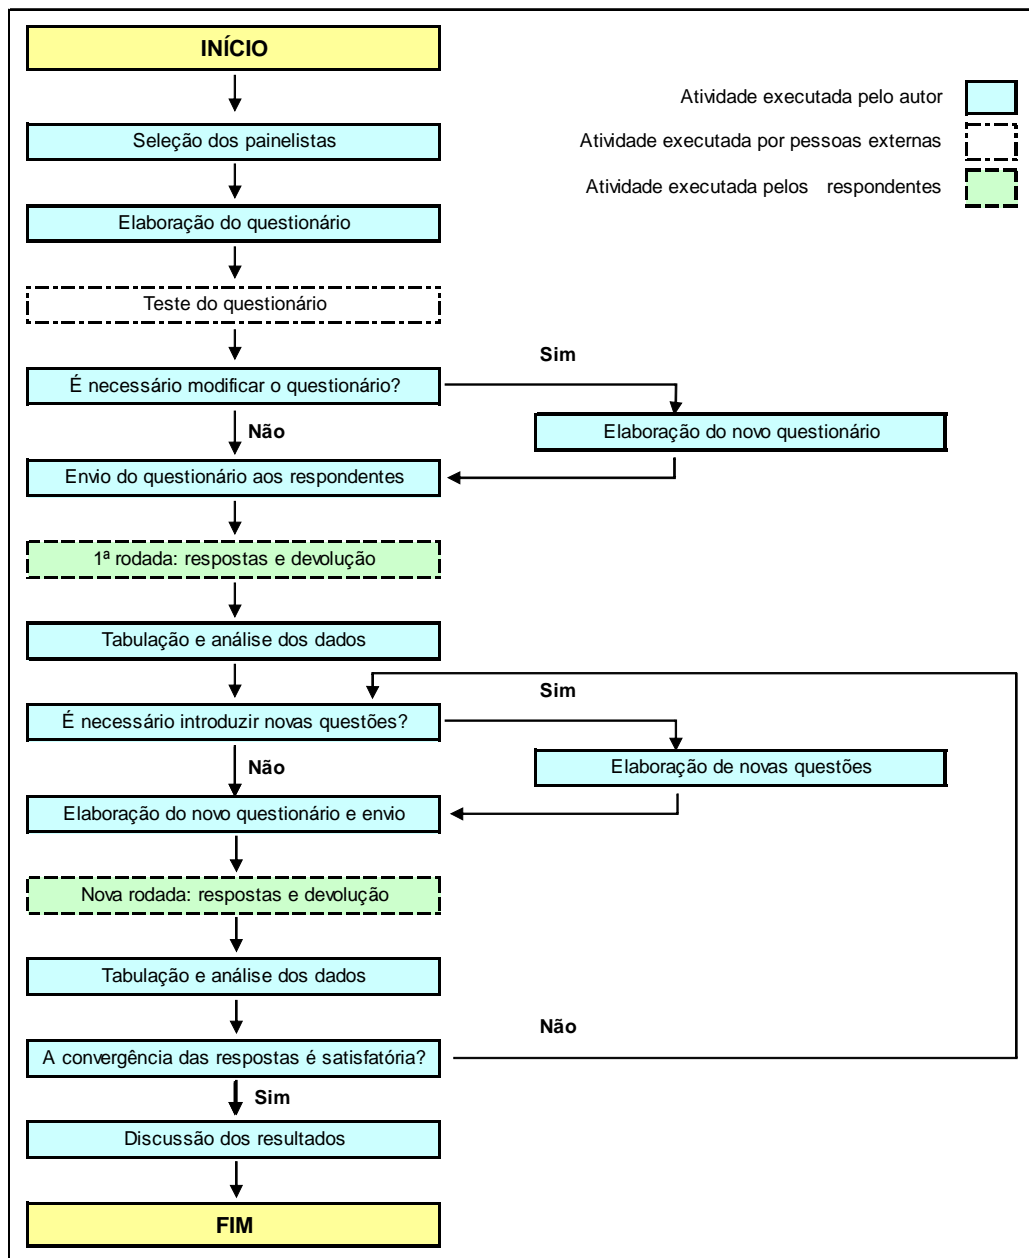 INÍCIO
Atividade executada pelo autor
Seleção dos painelistas
Atividade executada por pessoas externas
Atividade executada pelos respondentes
Elaboração do questionário
Teste do questionário
Sim
É necessário modificar o questionário?
Não
Elaboração do novo questionário
Envio do questionário aos respondentes
1ª rodada: respostas e devolução
Tabulação e análise dos dados
Sim
É necessário introduzir novas questões?
Não
Elaboração de novas questões
Elaboração do novo questionário e envio
Nova rodada: respostas e devolução
Tabulação e análise dos dados
Não
A convergência das respostas é satisfatória?
Sim
Discussão dos resultados
FIM